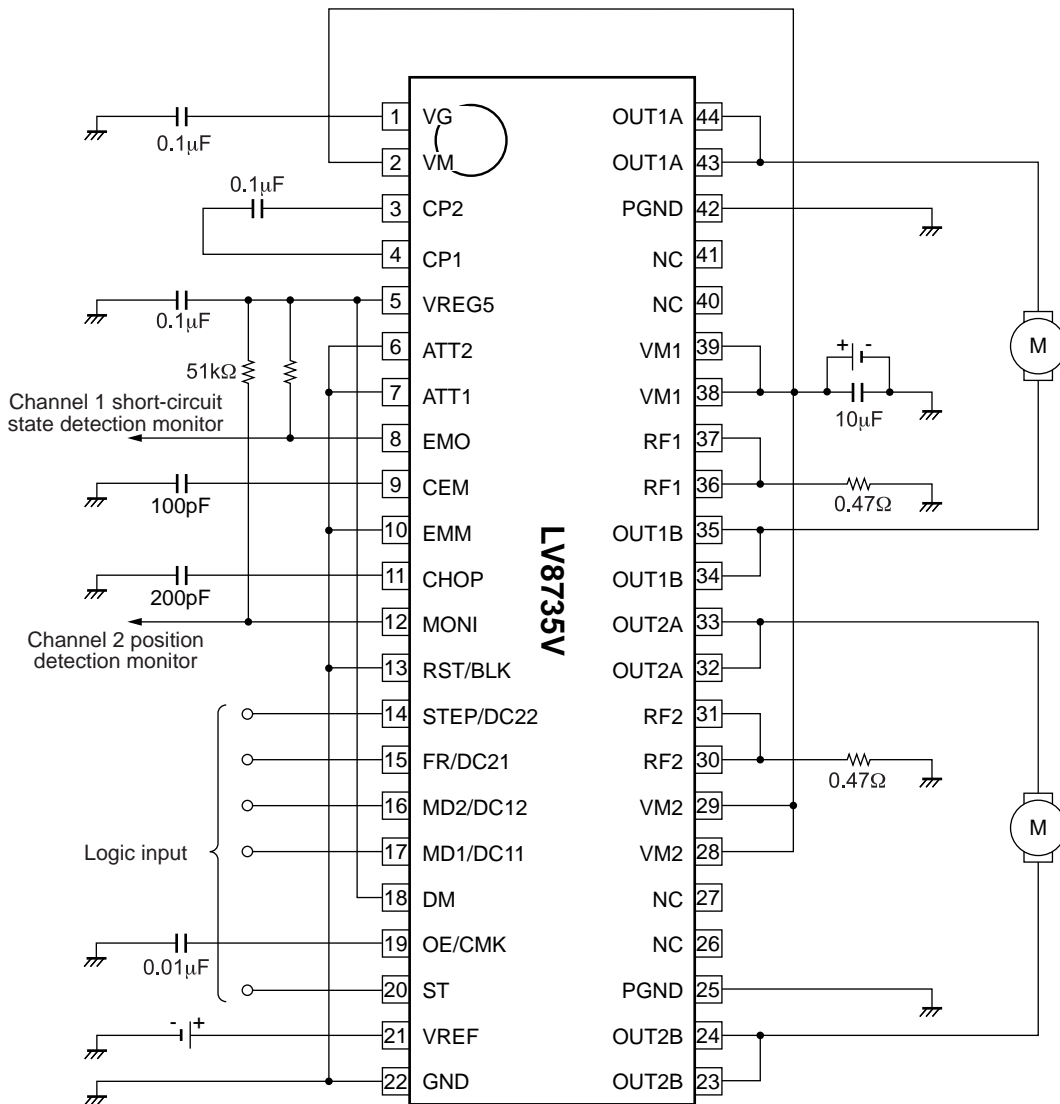 1 VG OUT1A 44
0.1µF
2 VM OUT1A 43
0.1µF
3 CP2 PGND 42
4 CP1 NC 41
5 VREG5 NC 40
0.1µF
6 ATT2 VM1 39
+ -
M
51kΩ
7 ATT1 VM1 38
10µF
Channel 1 short-circuit
state detection monitor
8 EMO RF1 37
9 CEM RF1 36
100pF
0.47Ω
10 EMM OUT1B 35
LV8735V
11 CHOP OUT1B 34
200pF
12 MONI OUT2A 33
Channel 2 position
detection monitor
13 RST/BLK OUT2A 32
14 STEP/DC22 RF2 31
15 FR/DC21 RF2 30
0.47Ω
16 MD2/DC12 VM2 29
M
Logic input
17 MD1/DC11 VM2 28
18 DM NC 27
19 OE/CMK NC 26
0.01µF
20 ST PGND 25
- +
21 VREF OUT2B 24
22 GND OUT2B 23